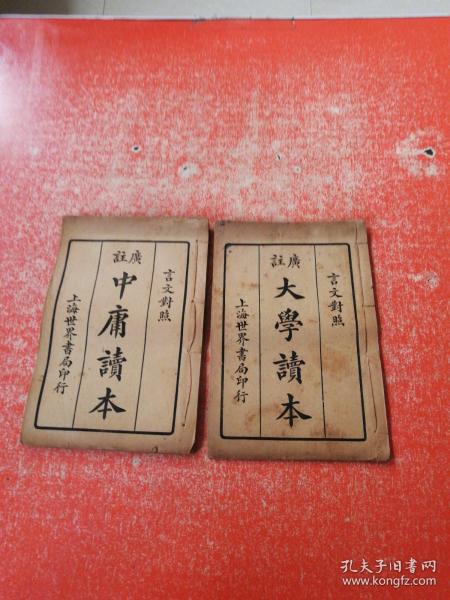 言文對照
廣註
中庸讀本
上海世界書局印行
言文對照
廣註
大學讀本
上海世界書局印行
孔夫子旧书网
www.kongfz.com